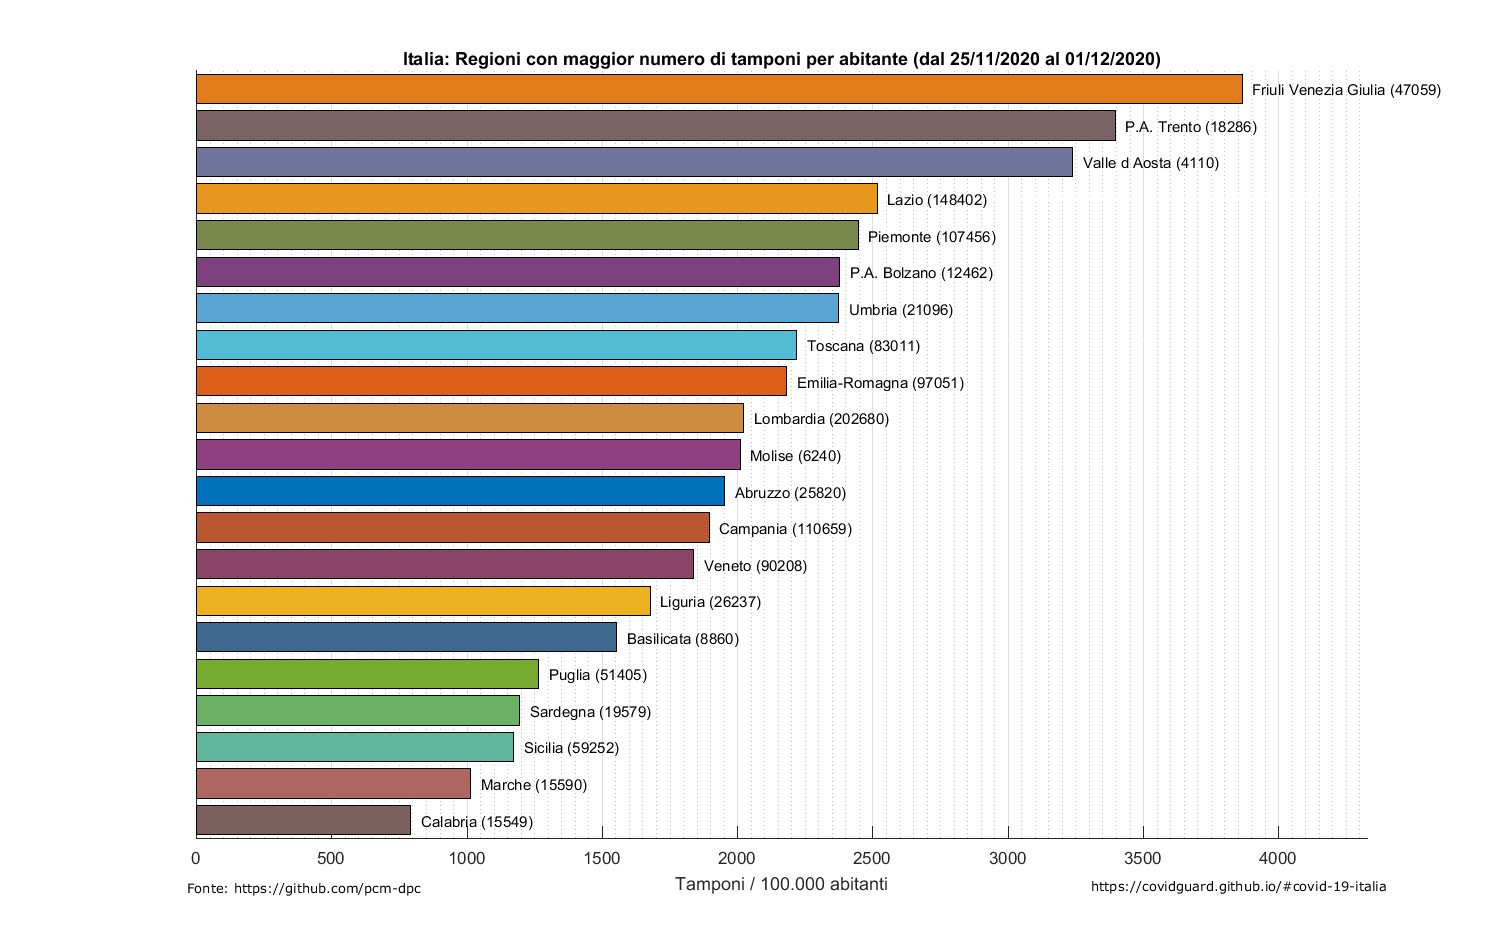 Italia: Regioni con maggior numero di tamponi per abitante (dal 25/11/2020 al 01/12/2020)
Friuli Venezia Giulia (47059)
P.A. Trento (18286)
Valle d Aosta (4110)
Lazio (148402)
Piemonte (107456)
P.A. Bolzano (12462)
Umbria (21096)
Toscana (83011)
Emilia-Romagna (97051)
Lombardia (202680)
Molise (6240)
Abruzzo (25820)
Campania (110659)
Veneto (90208)
Liguria (26237)
Basilicata (8860)
Puglia (51405)
Sardegna (19579)
Sicilia (59252)
Marche (15590)
Calabria (15549)
0 500 1000 1500 2000 2500 3000 3500 4000
Tamponi / 100.000 abitanti
Fonte: https://github.com/pcm-dpc
https://covidguard.github.io/#covid-19-italia